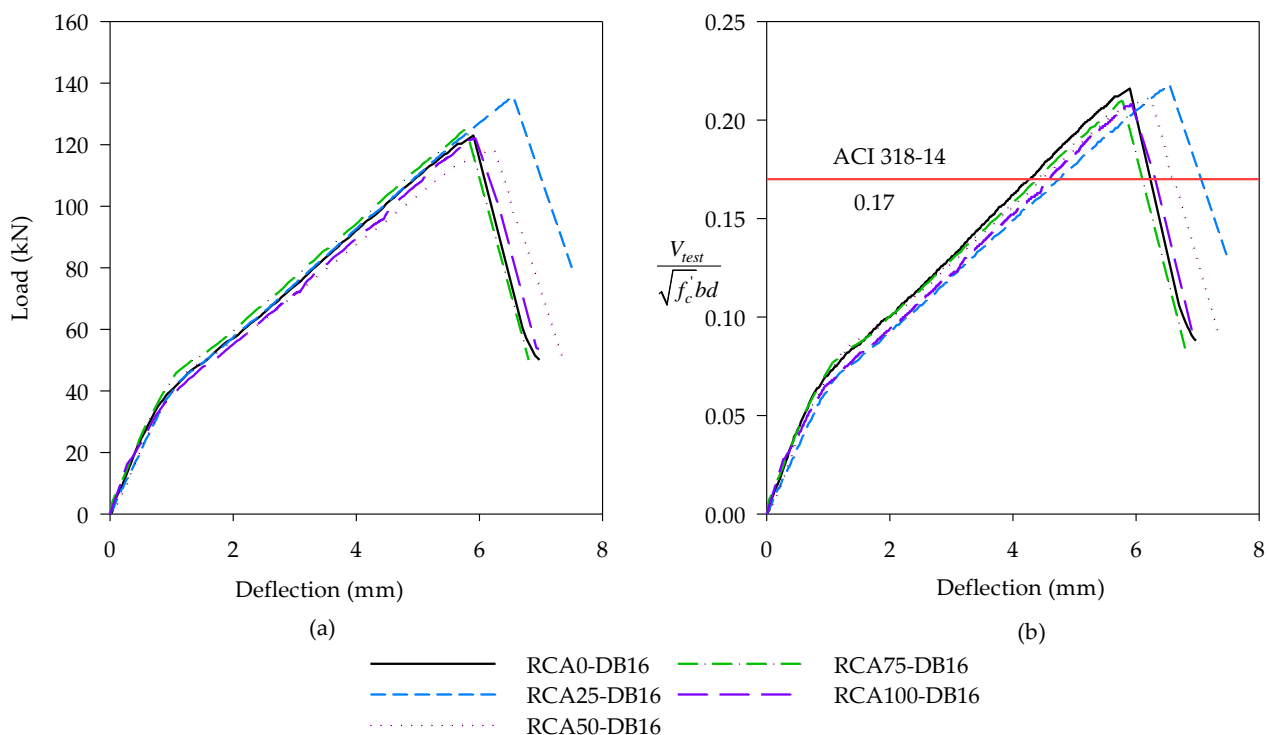 160
140
120
100
80
60
40
20
0
Load (kN)
0 2 4 6 8
Deflection (mm)
(a)
0.25
0.20
0.15
0.10
0.05
0.00
V_test
√f'_c bd
ACI 318-14
0.17
0 2 4 6 8
Deflection (mm)
(b)
RCA0-DB16
RCA25-DB16
RCA50-DB16
RCA75-DB16
RCA100-DB16